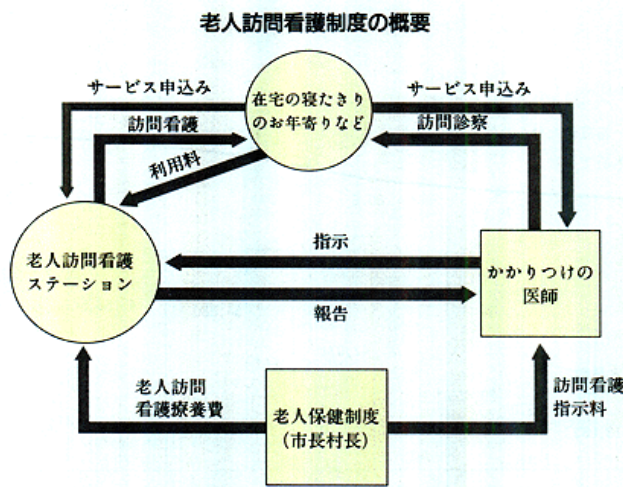 老人訪問看護制度の概要
サービス申込み
在宅の寝たきり
のお年寄りなど
サービス申込み
訪問看護
訪問診察
利用料
老人訪問看護
ステーション
指示
かかりつけの
医師
報告
老人訪問
看護療養費
老人保健制度
（市長村長）
訪問看護
指示料